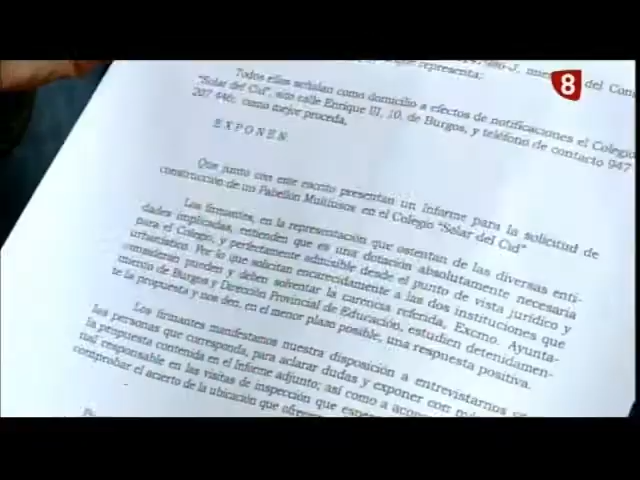 8
-J, del Con
representa:
Todos ellos señalan como domicilio a efectos de notificaciones el Colegio
"Solar del Cid", sito calle Enrique III, 10, de Burgos, y teléfono de contacto 947
207 446; como mejor proceda,
EXPONEN
Que junto con este escrito presentan un Informe para la solicitud de
construcción de un Pabellón Multiusos en el Colegio "Solar del Cid"
Los firmantes, en la representación que ostentan de las diversas enti-
dades implicadas, entienden que es una dotación absolutamente necesaria
para el Colegio, y perfectamente admisible desde el punto de vista jurídico y
urbanístico. Por lo que solicitan encarecidamente a las dos instituciones que
consideran pueden y deben solventar la carencia referida, Excmo. Ayunta-
miento de Burgos y Dirección Provincial de Educación, estudien detenidamen-
te la propuesta y nos den, en el menor plazo posible, una respuesta positiva.
Los firmantes manifestamos nuestra disposición a entrevistarnos
las personas que corresponda, para aclarar dudas y exponer con
la propuesta contenida en el Informe adjunto; así como a
responsable en las visitas de inspección que
comprobar el acierto de la ubicación que